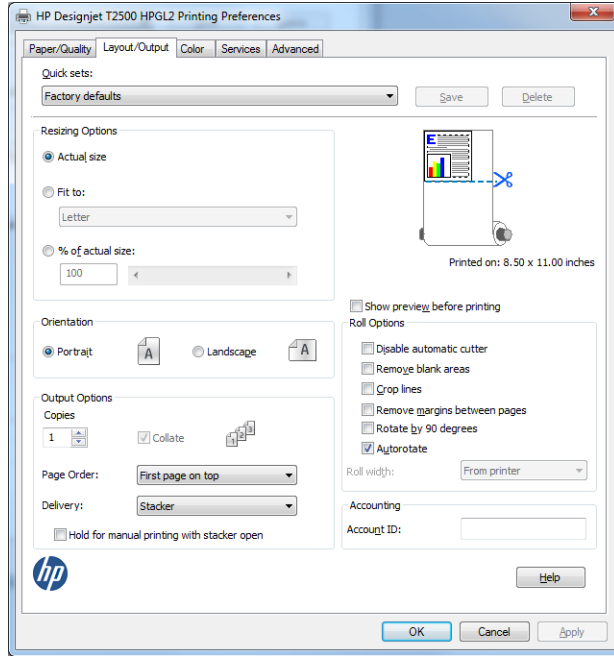 HP Designjet T2500 HPGL2 Printing Preferences
Paper/Quality Layout/Output Color Services Advanced
Quick sets:
Factory defaults Save Delete
Resizing Options
Actual size
Fit to:
Letter
% of actual size:
100
E
Printed on: 8.50 x 11.00 inches
Show preview before printing
Orientation
Portrait A Landscape A
Roll Options
Disable automatic cutter
Remove blank areas
Crop lines
Remove margins between pages
Rotate by 90 degrees
Autorotate
Roll width: From printer
Output Options
Copies
1 Collate 1 2 3
Page Order: First page on top
Delivery: Stacker
Hold for manual printing with stacker open
Accounting
Account ID:
hp
Help
OK Cancel Apply